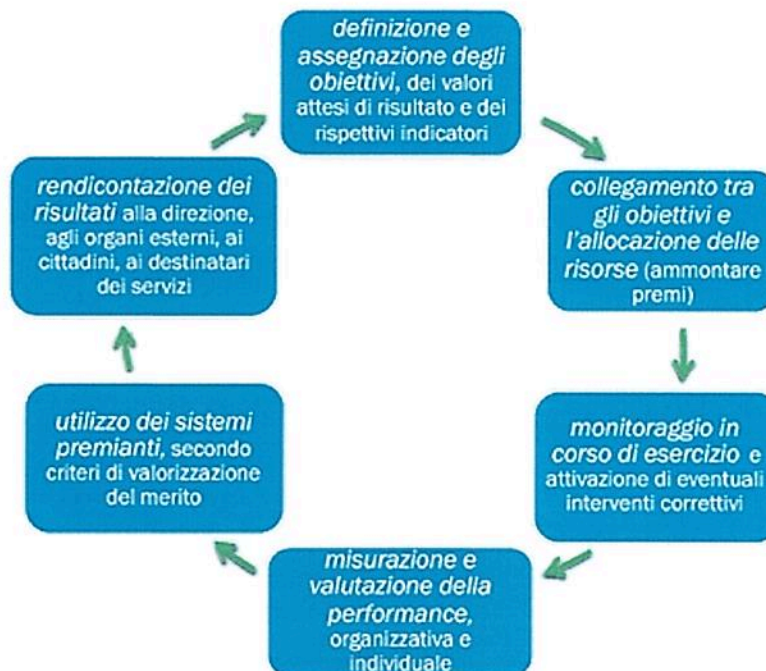 definizione e
assegnazione degli
obiettivi, dei valori
attesi di risultato e dei
rispettivi indicatori
collegamento tra
gli obiettivi e
l'allocazione delle
risorse (ammontare
premi)
monitoraggio in
corso di esercizio e
attivazione di eventuali
interventi correttivi
misurazione e
valutazione della
performance,
organizzativa e
individuale
utilizzo dei sistemi
premianti, secondo
criteri di valorizzazione
del merito
rendicontazione dei
risultati alla direzione,
agli organi esterni, ai
cittadini, ai destinatari
dei servizi